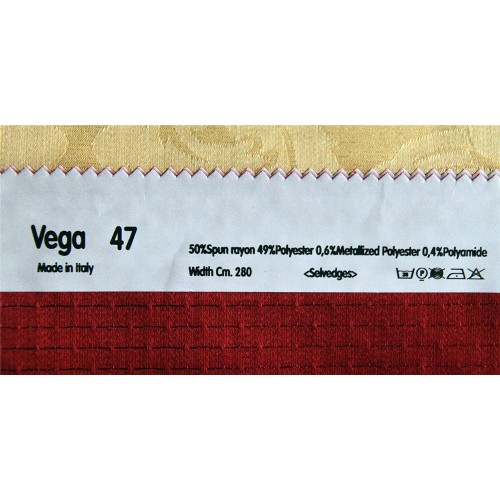 Vega 47
50%Spun rayon 49%Polyester 0,6%Metallized Polyester 0,4%Polyamide
Made in Italy
Width Cm. 280
<Selvedges>